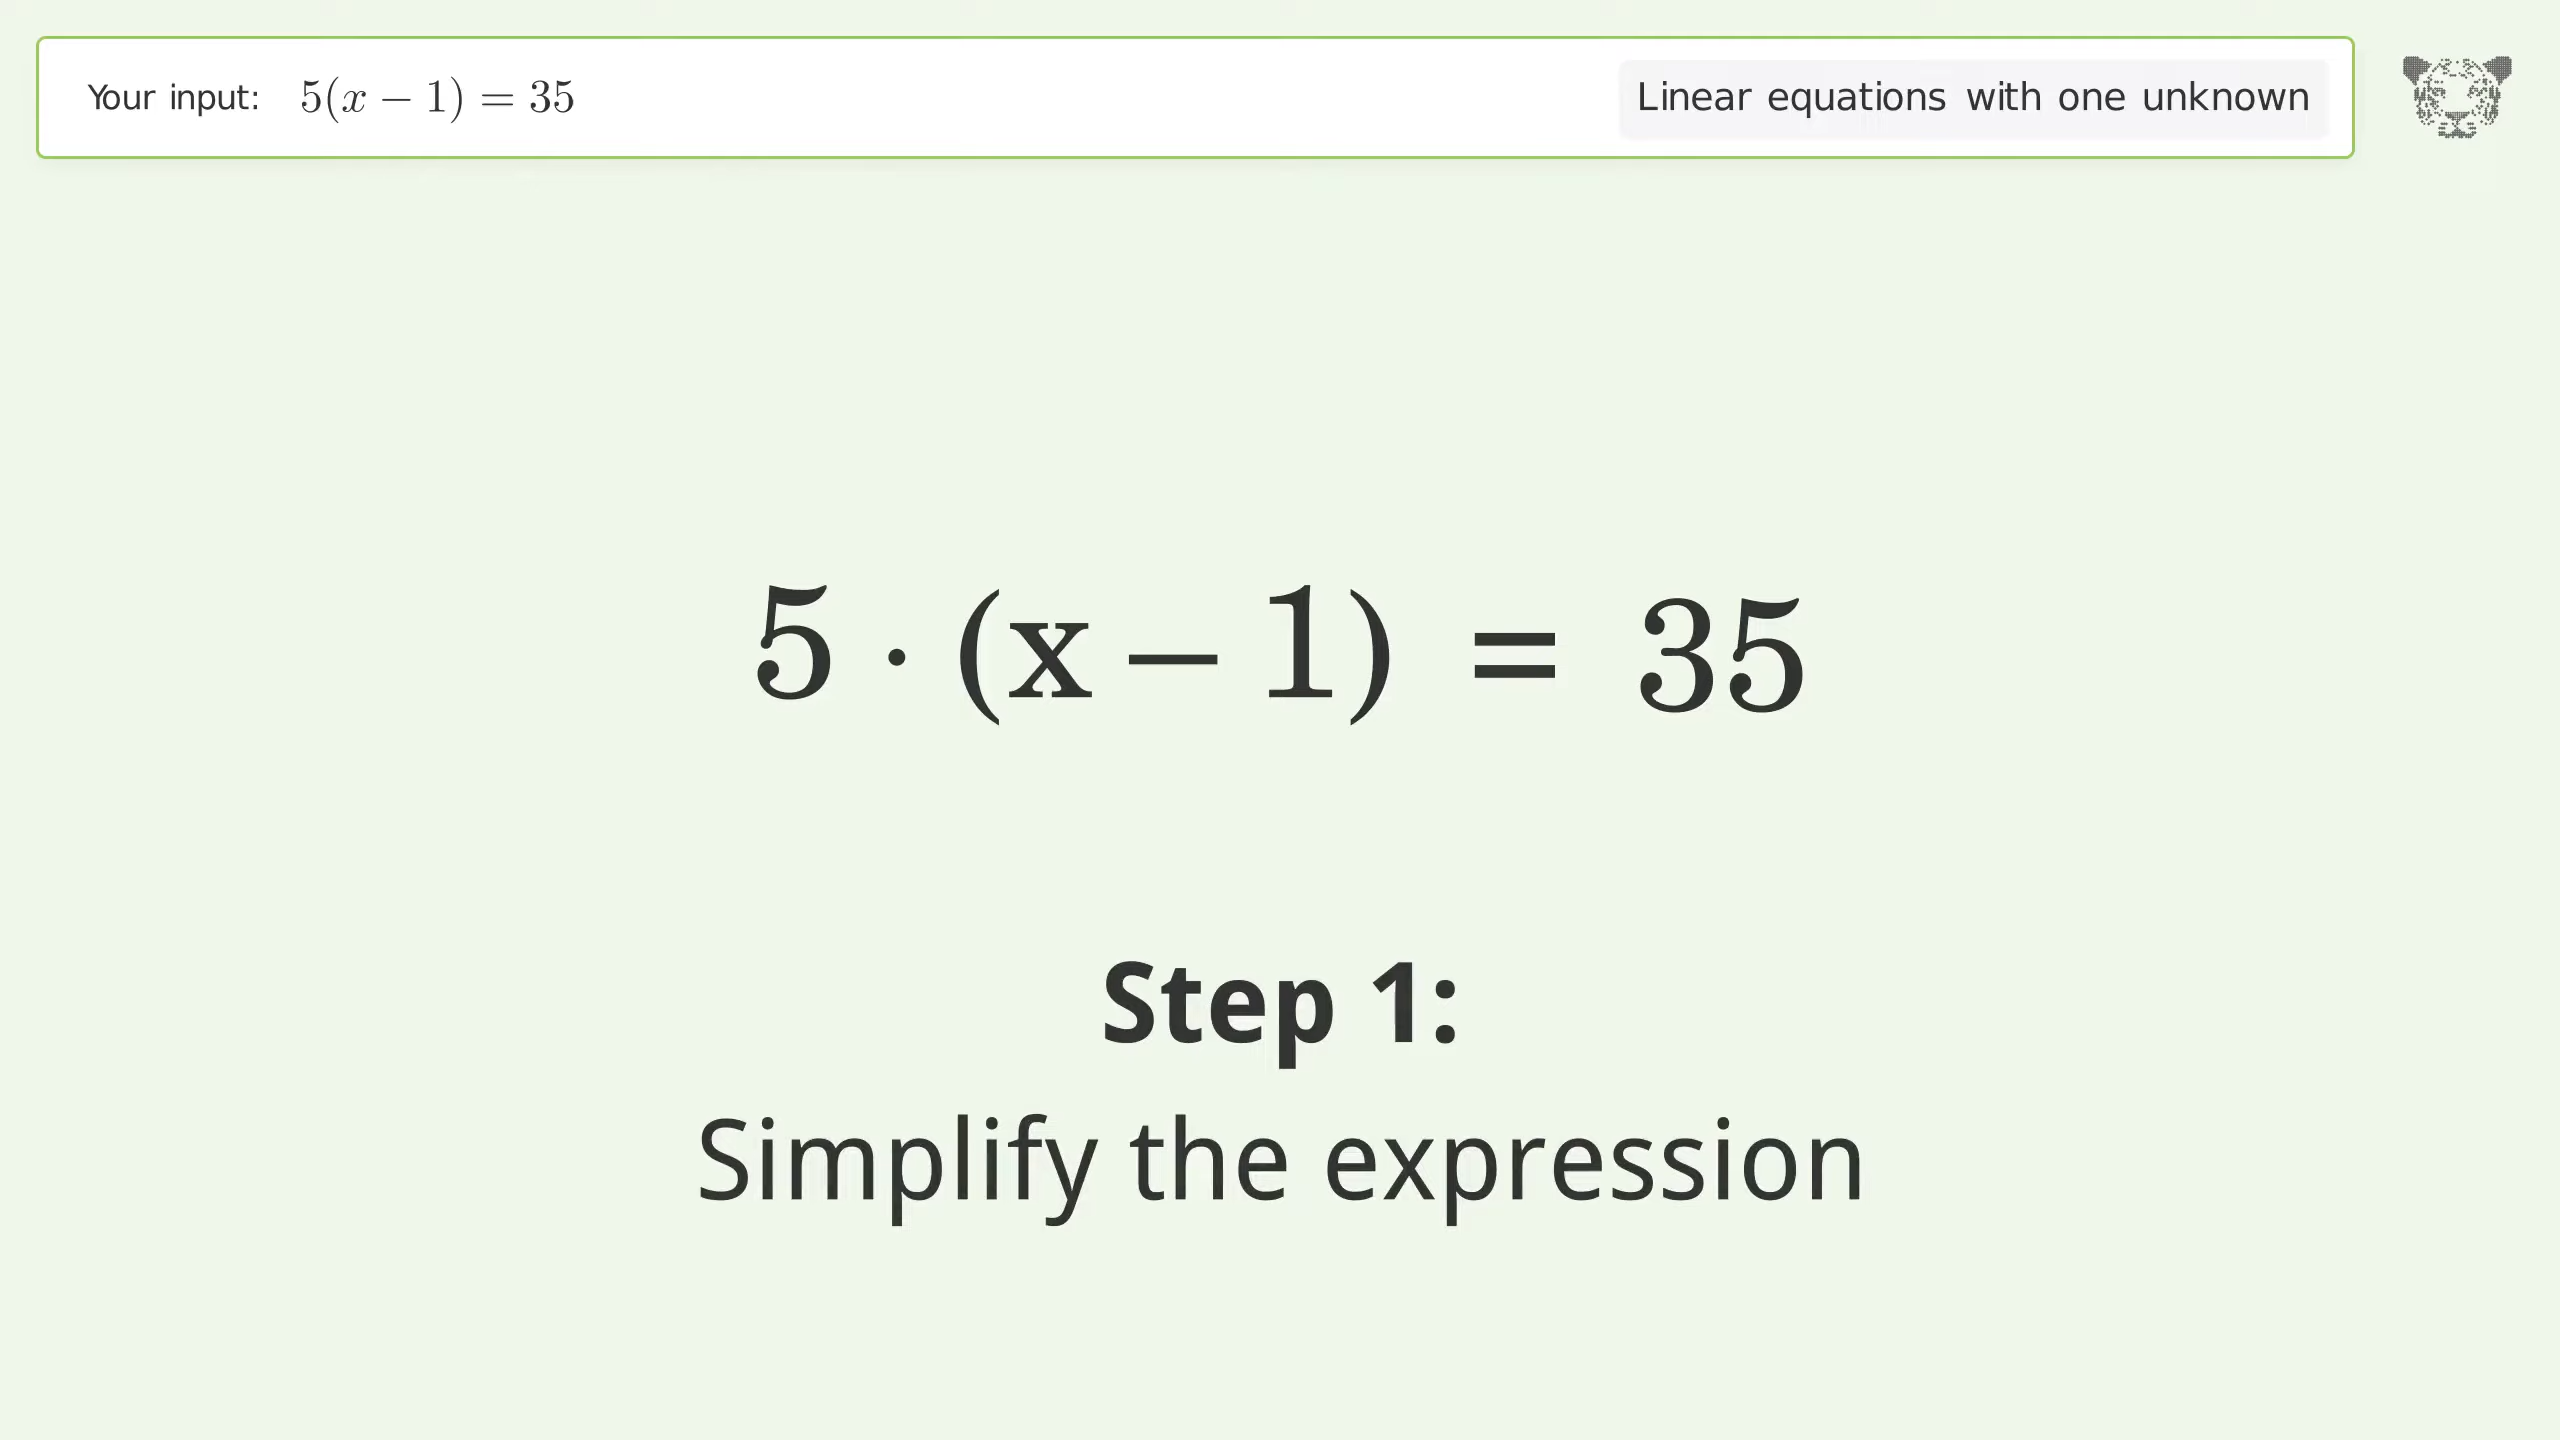 Your input: 5(x − 1) = 35 Linear equations with one unknown
5 · (x − 1) = 35
Step 1:
Simplify the expression